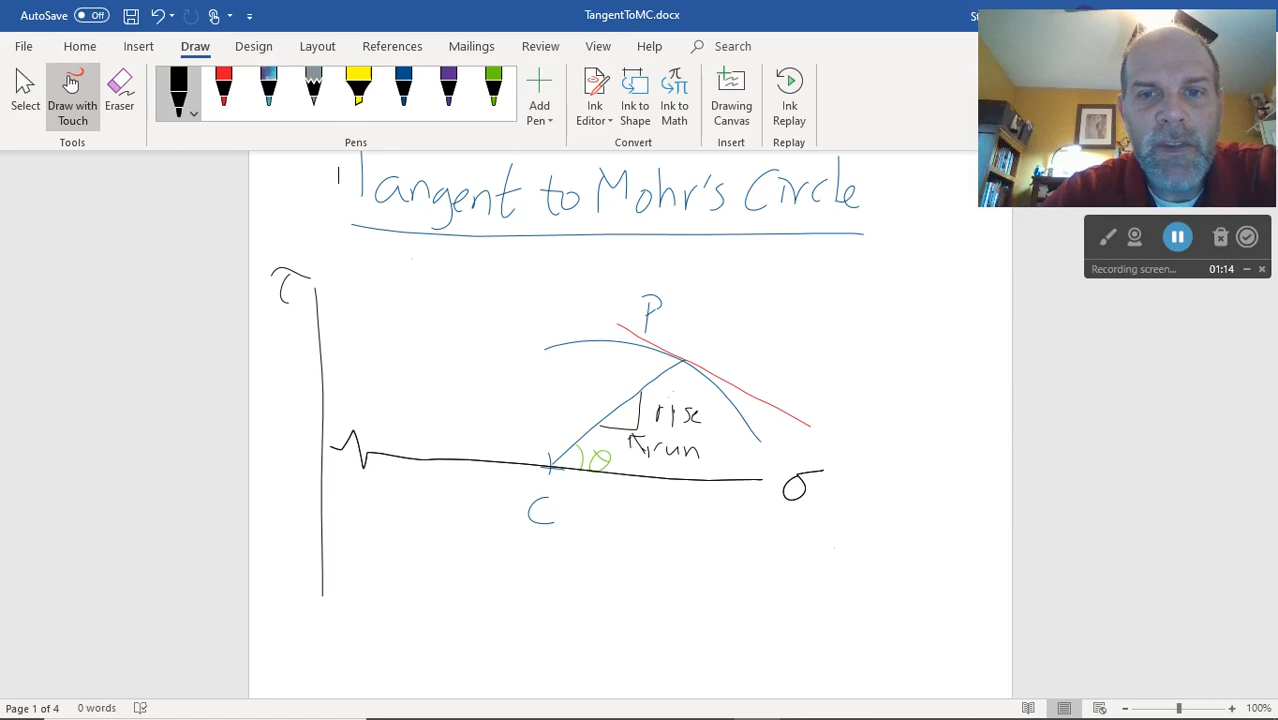 AutoSave Off
TangentToMC.docx
File Home Insert Draw Design Layout References Mailings Review View Help Search
Select
Draw with Touch
Eraser
Add Pen
Ink Editor
Ink to Shape
Ink to Math
Drawing Canvas
Ink Replay
Tools
Pens
Convert
Insert
Replay
Tangent to Mohr's Circle
Recording screen... 01:14
τ
P
rise
run
θ
σ
C
Page 1 of 4 0 words
100%